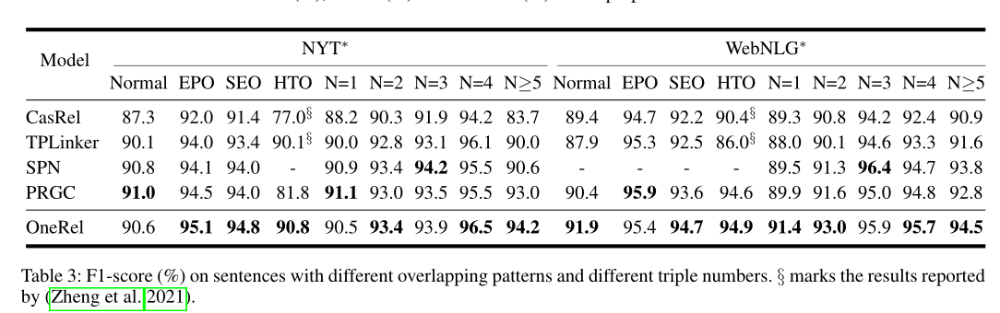 Model NYT* WebNLG*
Normal EPO SEO HTO N=1 N=2 N=3 N=4 N≥5 Normal EPO SEO HTO N=1 N=2 N=3 N=4 N≥5
CasRel 87.3 92.0 91.4 77.0§ 88.2 90.3 91.9 94.2 83.7 89.4 94.7 92.2 90.4§ 89.3 90.8 94.2 92.4 90.9
TPLinker 90.1 94.0 93.4 90.1§ 90.0 92.8 93.1 96.1 90.0 87.9 95.3 92.5 86.0§ 88.0 90.1 94.6 93.3 91.6
SPN 90.8 94.1 94.0 - 90.9 93.4 94.2 95.5 90.6 - - - - 89.5 91.3 96.4 94.7 93.8
PRGC 91.0 94.5 94.0 81.8 91.1 93.0 93.5 95.5 93.0 90.4 95.9 93.6 94.6 89.9 91.6 95.0 94.8 92.8
OneRel 90.6 95.1 94.8 90.8 90.5 93.4 93.9 96.5 94.2 91.9 95.4 94.7 94.9 91.4 93.0 95.9 95.7 94.5
Table 3: F1-score (%) on sentences with different overlapping patterns and different triple numbers. § marks the results reported
by (Zheng et al. 2021).